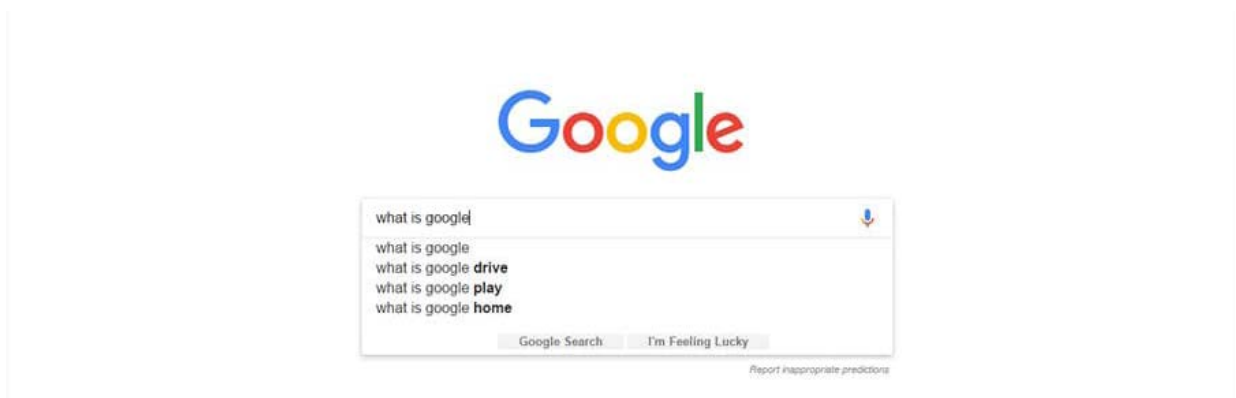 Google
what is google
what is google
what is google drive
what is google play
what is google home
Google Search I'm Feeling Lucky
Report inappropriate predictions